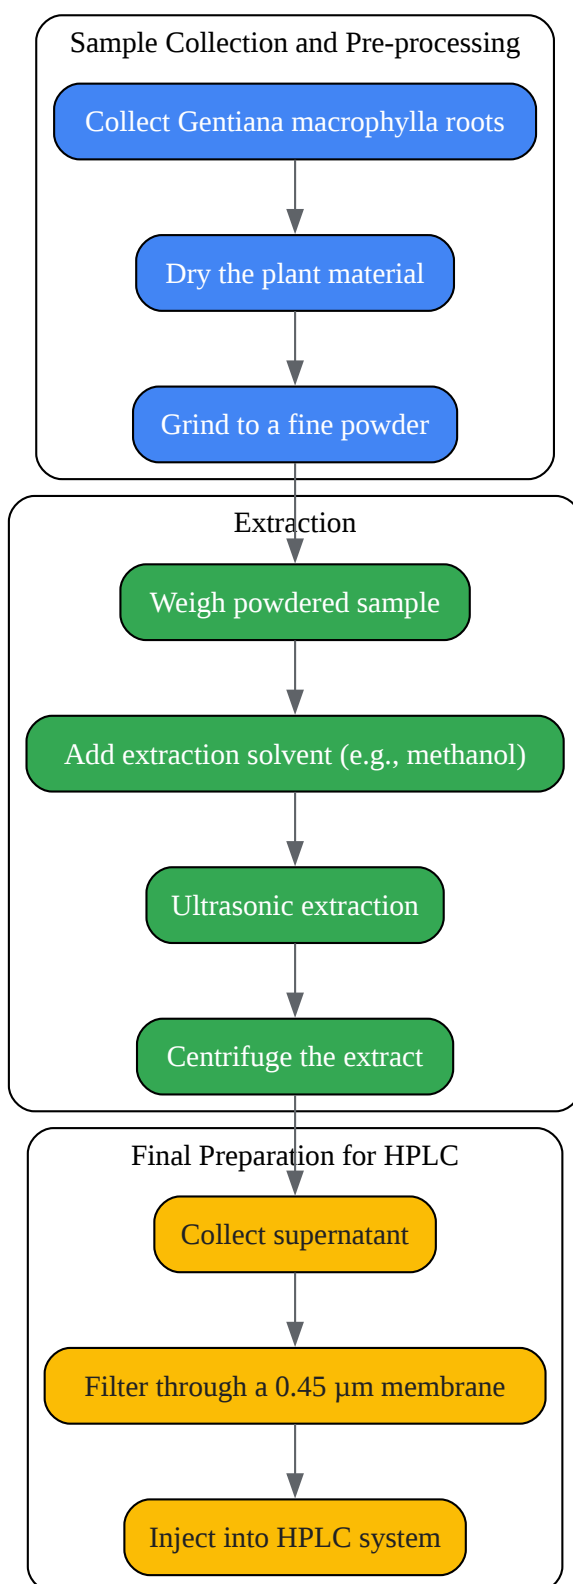 Sample Collection and Pre-processing
Collect Gentiana macrophylla roots
Dry the plant material
Grind to a fine powder
Extraction
Weigh powdered sample
Add extraction solvent (e.g., methanol)
Ultrasonic extraction
Centrifuge the extract
Final Preparation for HPLC
Collect supernatant
Filter through a 0.45 µm membrane
Inject into HPLC system